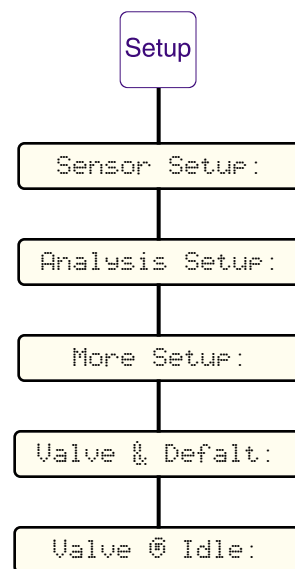 Setup
Sensor Setup:
Analysis Setup:
More Setup:
Valve & Defalt:
Valve @ Idle: